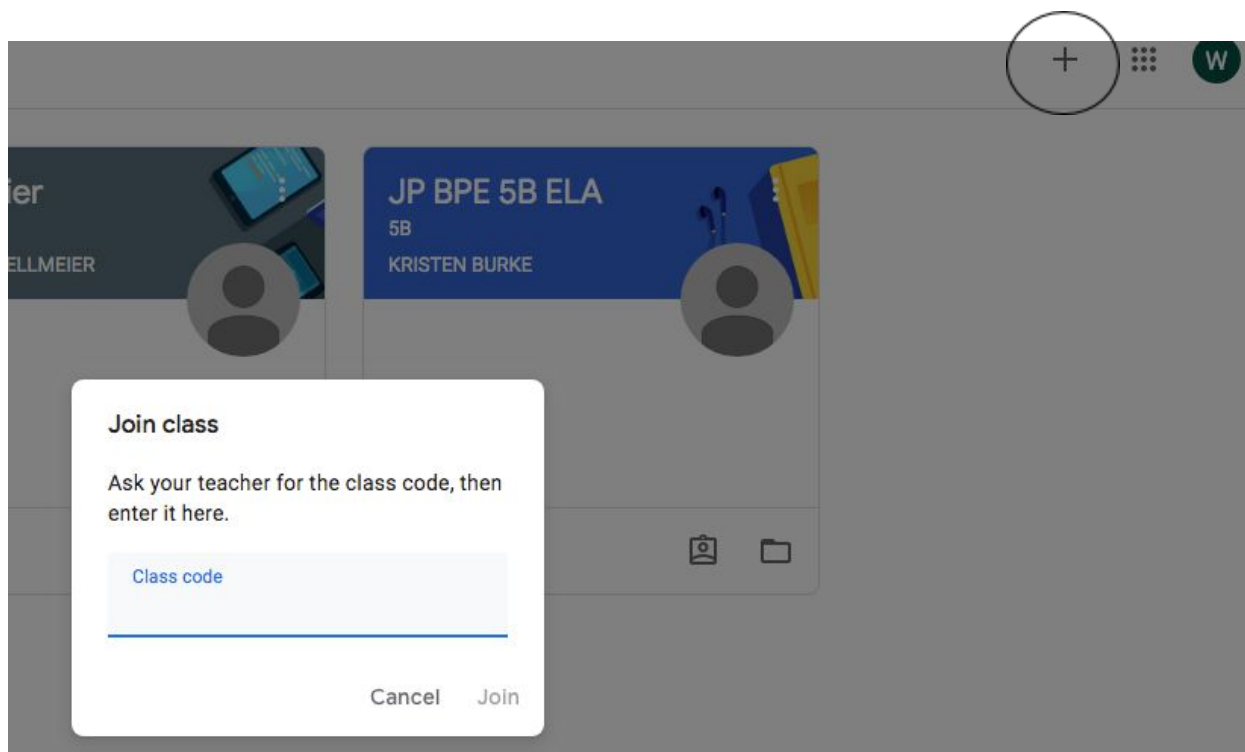 W
ier
ELLMEIER
JP BPE 5B ELA
5B
KRISTEN BURKE
Join class
Ask your teacher for the class code, then
enter it here.
Class code
Cancel Join